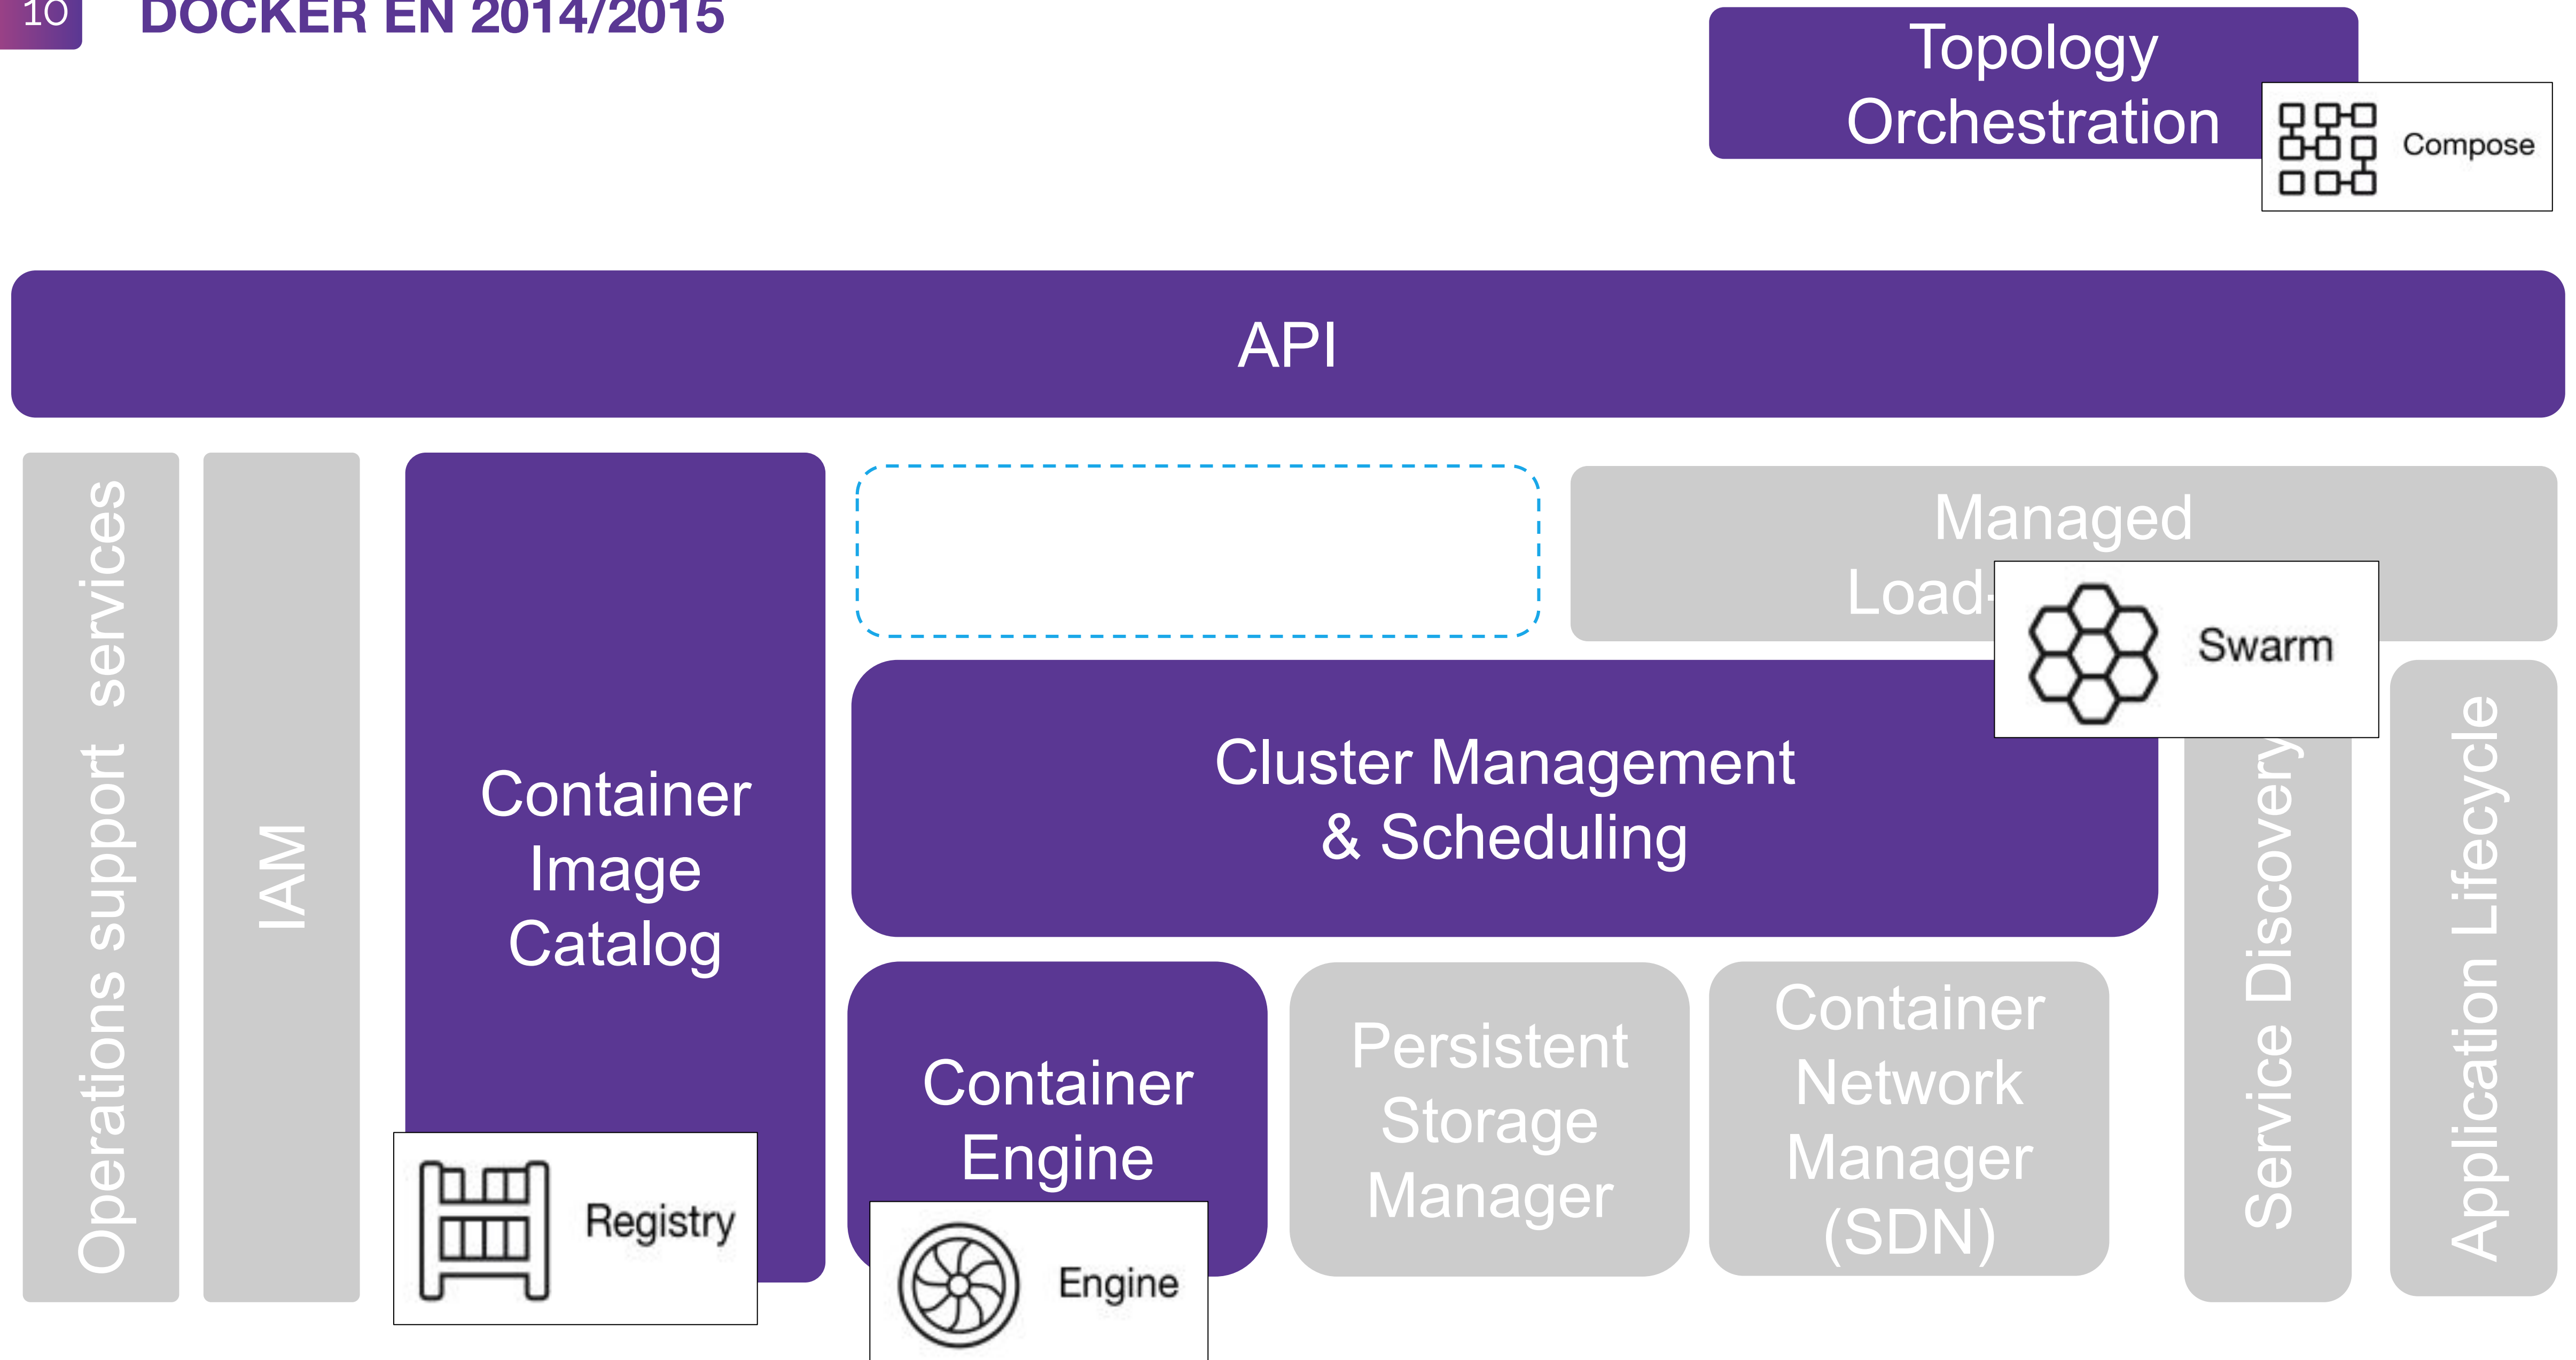 10
DOCKER EN 2014/2015
Topology
Orchestration
Compose
API
Operations support services
IAM
Container
Image
Catalog
Registry
Managed
Load-
Swarm
Cluster Management
& Scheduling
Container
Engine
Engine
Persistent
Storage
Manager
Container
Network
Manager
(SDN)
Service Discovery
Application Lifecycle